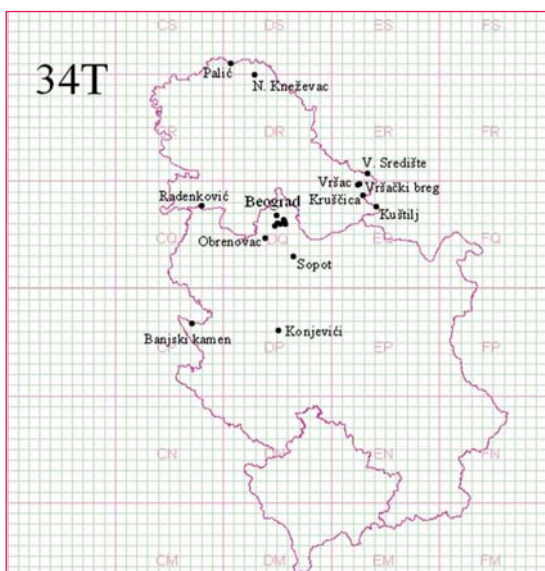 CS DS ES FS
34T
Palić
N. Kneževac
DR ER FR
V. Središte
Vršac Vršački breg
Radenković Beograd Kruščica
Kuštilj
CQ Obrenovac DQ EQ FQ
Sopot
Banjski kamen Konjevići
CP DP EP FP
CN DN EN FN
CM DM EM FM